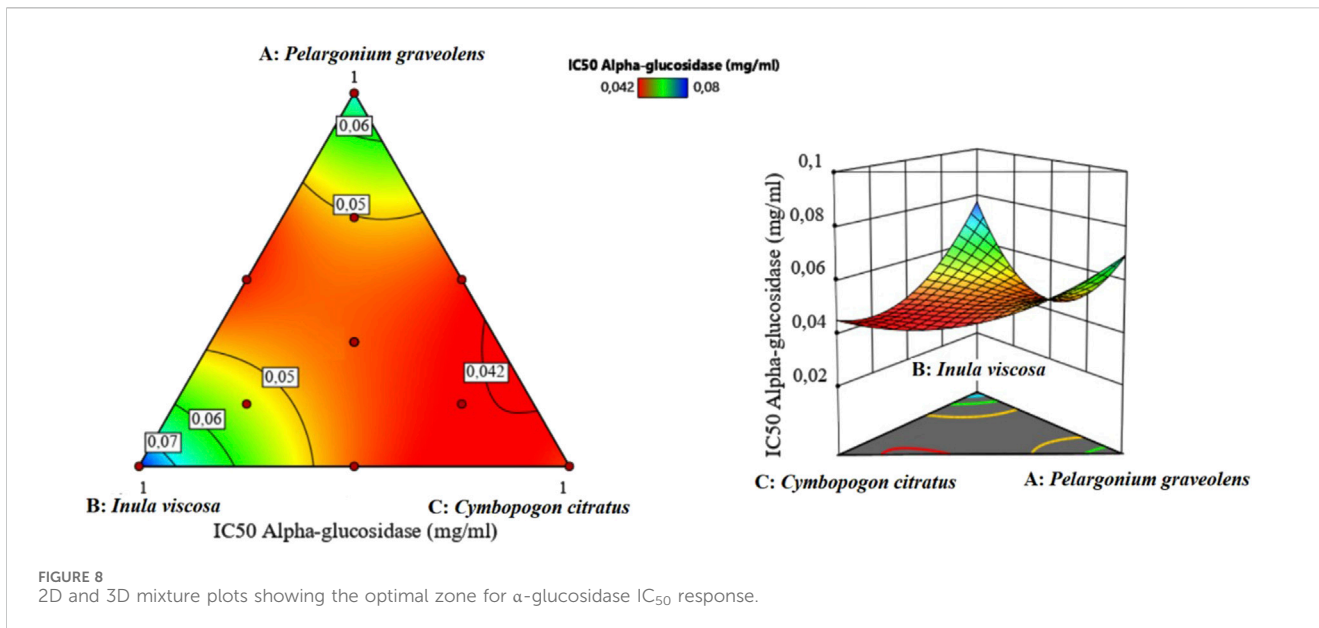 A: Pelargonium graveolens
1
0,06
0,05
0,05
0,042
0,06
0,07
1
1
B: Inula viscosa
C: Cymbopogon citratus
IC50 Alpha-glucosidase (mg/ml)
IC50 Alpha-glucosidase (mg/ml)
0,042
0,08
IC50 Alpha-glucosidase (mg/ml)
0,1
0,08
0,06
0,04
0,02
B: Inula viscosa
C: Cymbopogon citratus
A: Pelargonium graveolens
FIGURE 8
2D and 3D mixture plots showing the optimal zone for α-glucosidase IC₅₀ response.